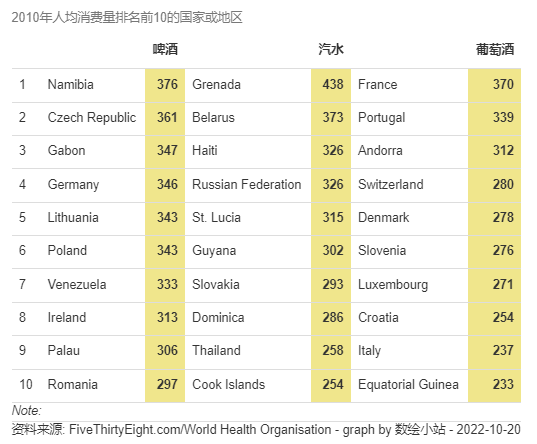 2010年人均消费量排名前10的国家或地区
啤酒 汽水 葡萄酒
1 Namibia 376 Grenada 438 France 370
2 Czech Republic 361 Belarus 373 Portugal 339
3 Gabon 347 Haiti 326 Andorra 312
4 Germany 346 Russian Federation 326 Switzerland 280
5 Lithuania 343 St. Lucia 315 Denmark 278
6 Poland 343 Guyana 302 Slovenia 276
7 Venezuela 333 Slovakia 293 Luxembourg 271
8 Ireland 313 Dominica 286 Croatia 254
9 Palau 306 Thailand 258 Italy 237
10 Romania 297 Cook Islands 254 Equatorial Guinea 233
Note:
资料来源: FiveThirtyEight.com/World Health Organisation - graph by 数绘小站 - 2022-10-20